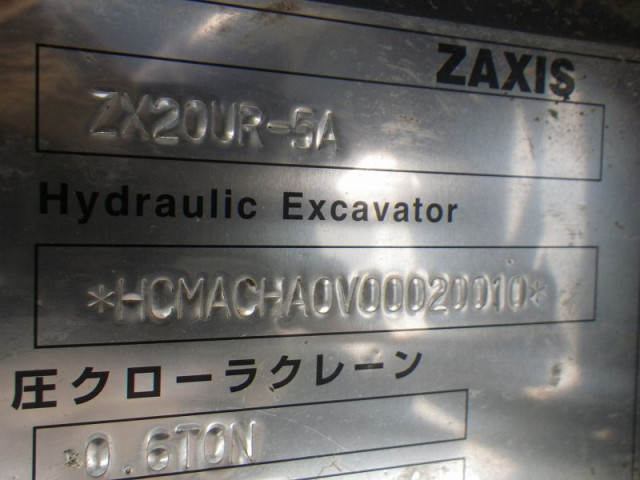 ZAXIS
ZX20UR-5A
Hydraulic Excavator
*HCMACHA0V00020010*
圧クローラクレーン
0.6TON